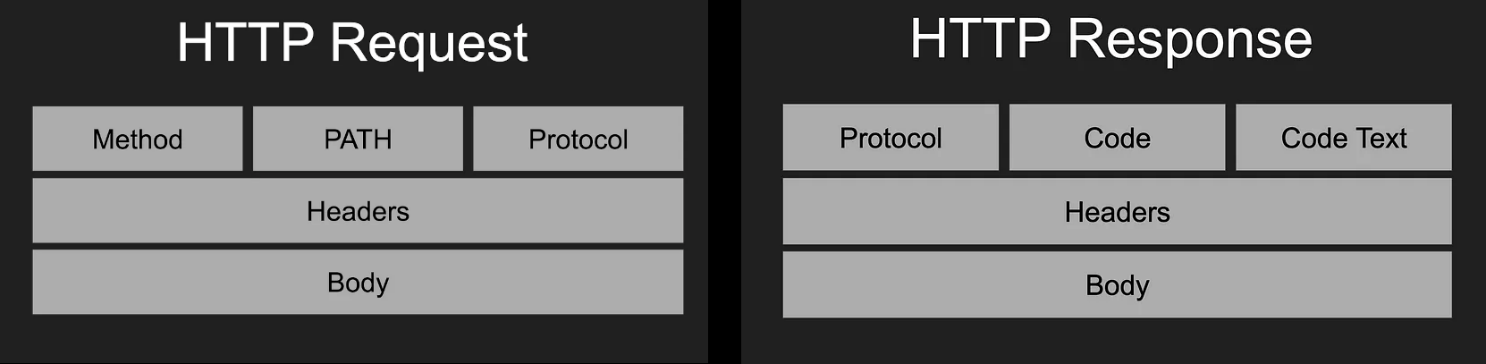 HTTP Request
Method PATH Protocol
Headers
Body
HTTP Response
Protocol Code Code Text
Headers
Body